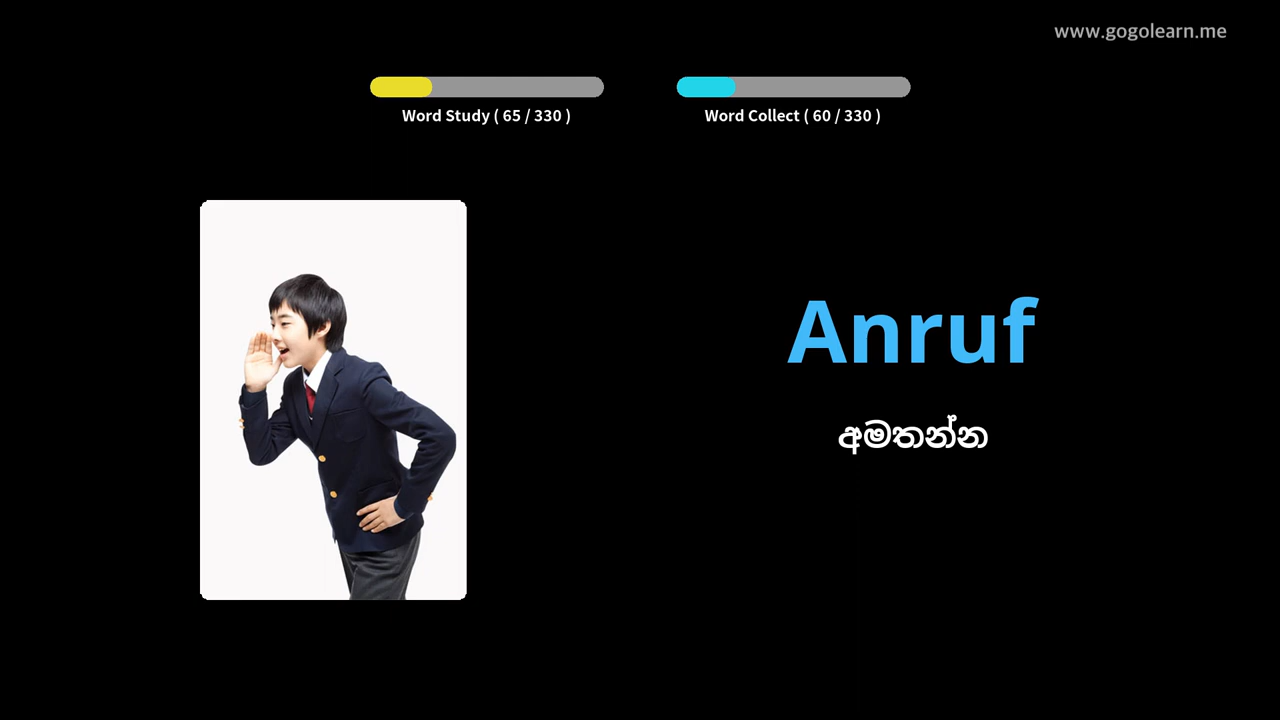 www.gogolearn.me
Word Study ( 65 / 330 )
Word Collect ( 60 / 330 )
Anruf
අමතන්න